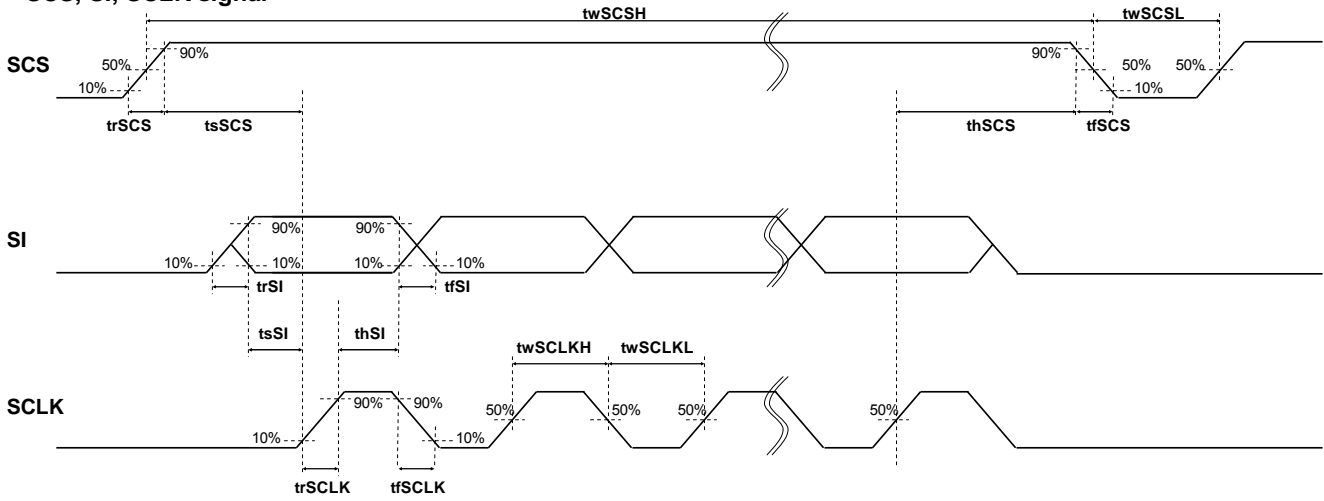 twSCSH twSCSL
90% 90%
SCS 50% 50% 50%
10% 10%
trSCS tsSCS thSCS tfSCS
90% 90%
SI
10% 10% 10% 10%
trSI tfSI
tsSI thSI
twSCLKH twSCLKL
SCLK 90% 90% 50% 50% 50% 50%
10% 10%
trSCLK tfSCLK